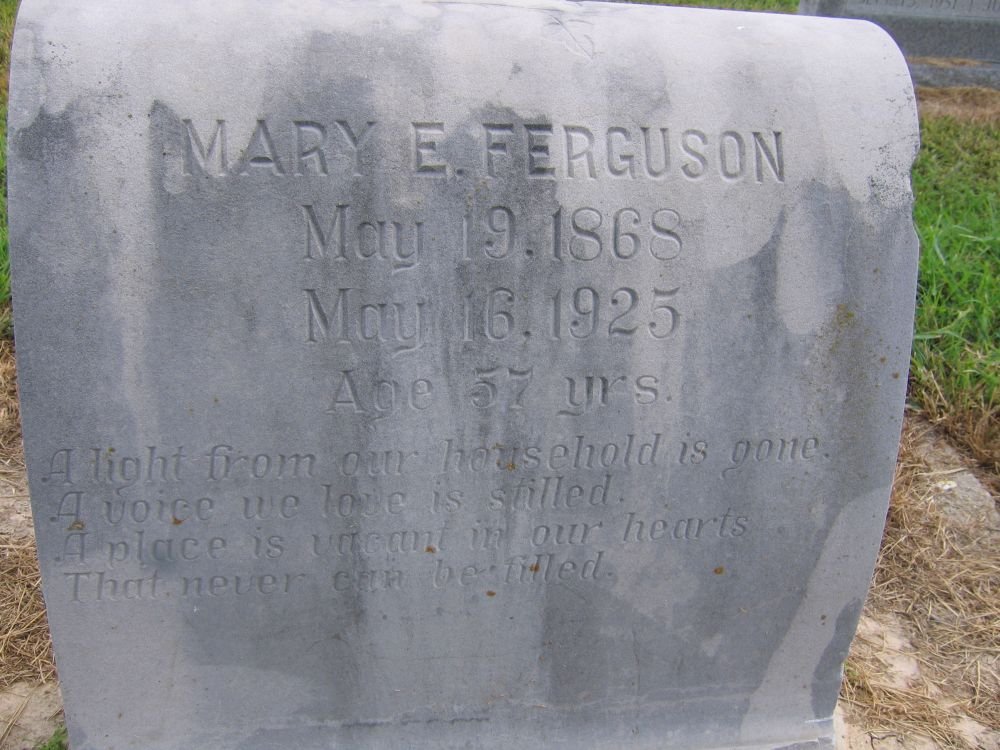 MARY E. FERGUSON
May 19. 1868
May 16. 1925
Age 57 yrs.
A light from our household is gone.
A voice we love is stilled.
A place is vacant in our hearts
That never can be filled.